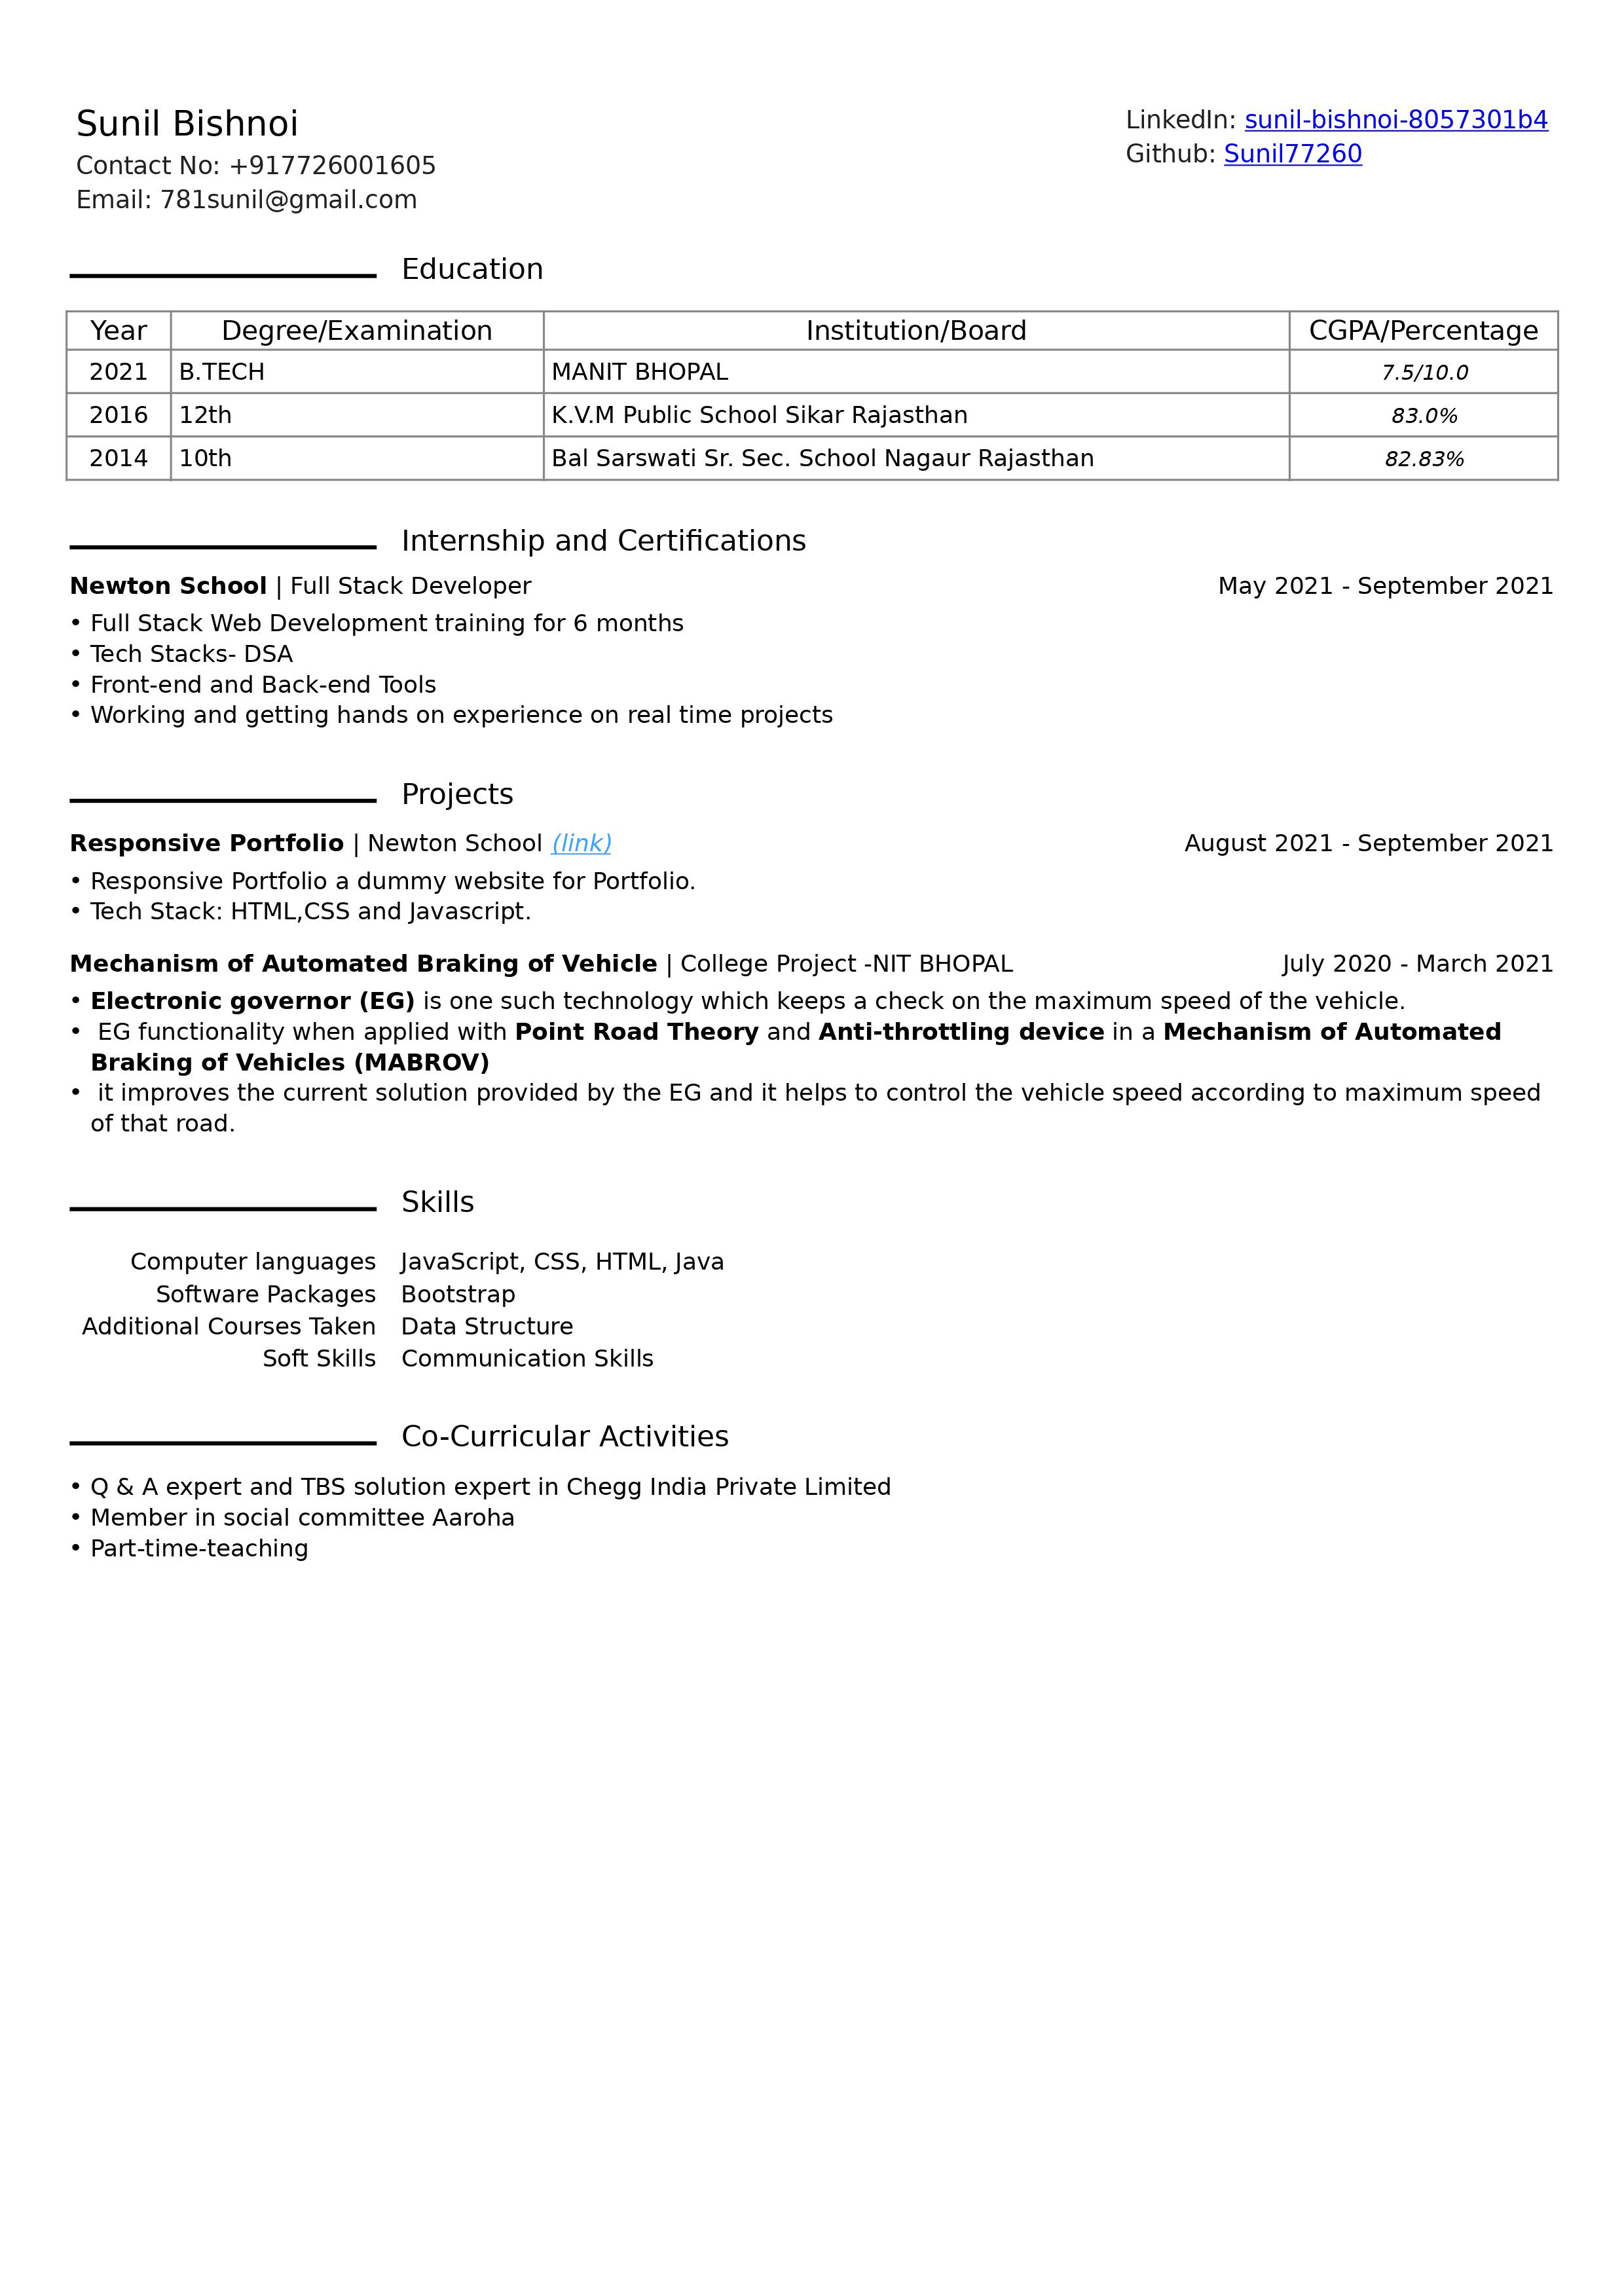 Sunil Bishnoi
Contact No: +917726001605
Email: 781sunil@gmail.com
LinkedIn: sunil-bishnoi-8057301b4
Github: Sunil77260
Education
Year Degree/Examination Institution/Board CGPA/Percentage
2021 B.TECH MANIT BHOPAL 7.5/10.0
2016 12th K.V.M Public School Sikar Rajasthan 83.0%
2014 10th Bal Sarswati Sr. Sec. School Nagaur Rajasthan 82.83%
Internship and Certifications
Newton School | Full Stack Developer May 2021 - September 2021
• Full Stack Web Development training for 6 months
• Tech Stacks- DSA
• Front-end and Back-end Tools
• Working and getting hands on experience on real time projects
Projects
Responsive Portfolio | Newton School (link) August 2021 - September 2021
• Responsive Portfolio a dummy website for Portfolio.
• Tech Stack: HTML,CSS and Javascript.
Mechanism of Automated Braking of Vehicle | College Project -NIT BHOPAL July 2020 - March 2021
• Electronic governor (EG) is one such technology which keeps a check on the maximum speed of the vehicle.
• EG functionality when applied with Point Road Theory and Anti-throttling device in a Mechanism of Automated
Braking of Vehicles (MABROV)
• it improves the current solution provided by the EG and it helps to control the vehicle speed according to maximum speed
of that road.
Skills
Computer languages JavaScript, CSS, HTML, Java
Software Packages Bootstrap
Additional Courses Taken Data Structure
Soft Skills Communication Skills
Co-Curricular Activities
• Q & A expert and TBS solution expert in Chegg India Private Limited
• Member in social committee Aaroha
• Part-time-teaching